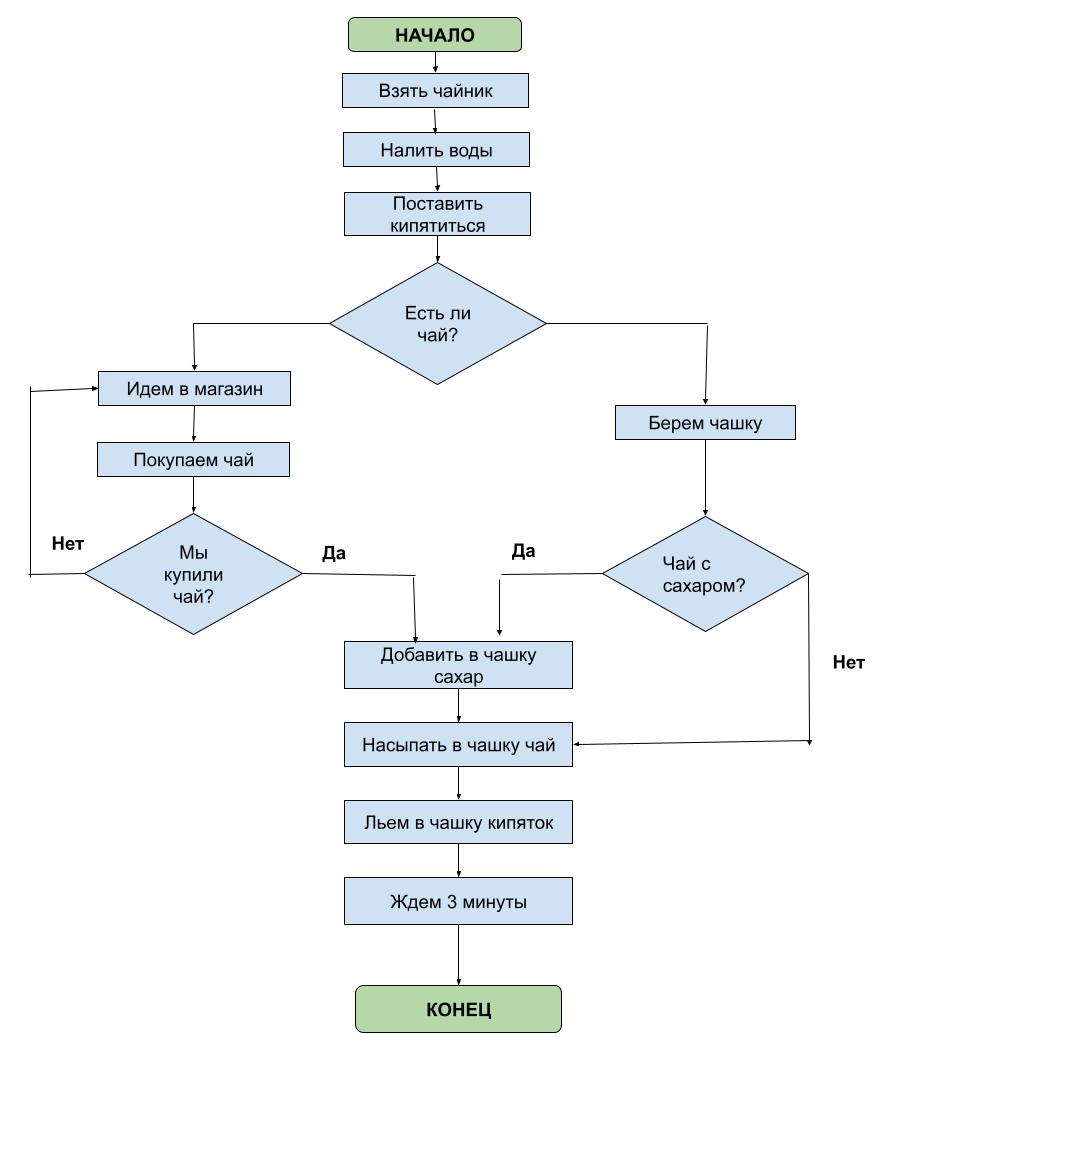 НАЧАЛО
Взять чайник
Налить воды
Поставить
кипятиться
Есть ли
чай?
Идем в магазин
Берем чашку
Покупаем чай
Нет
Мы
купили
чай?
Да
Да
Чай с
сахаром?
Нет
Добавить в чашку
сахар
Насыпать в чашку чай
Льем в чашку кипяток
Ждем 3 минуты
КОНЕЦ